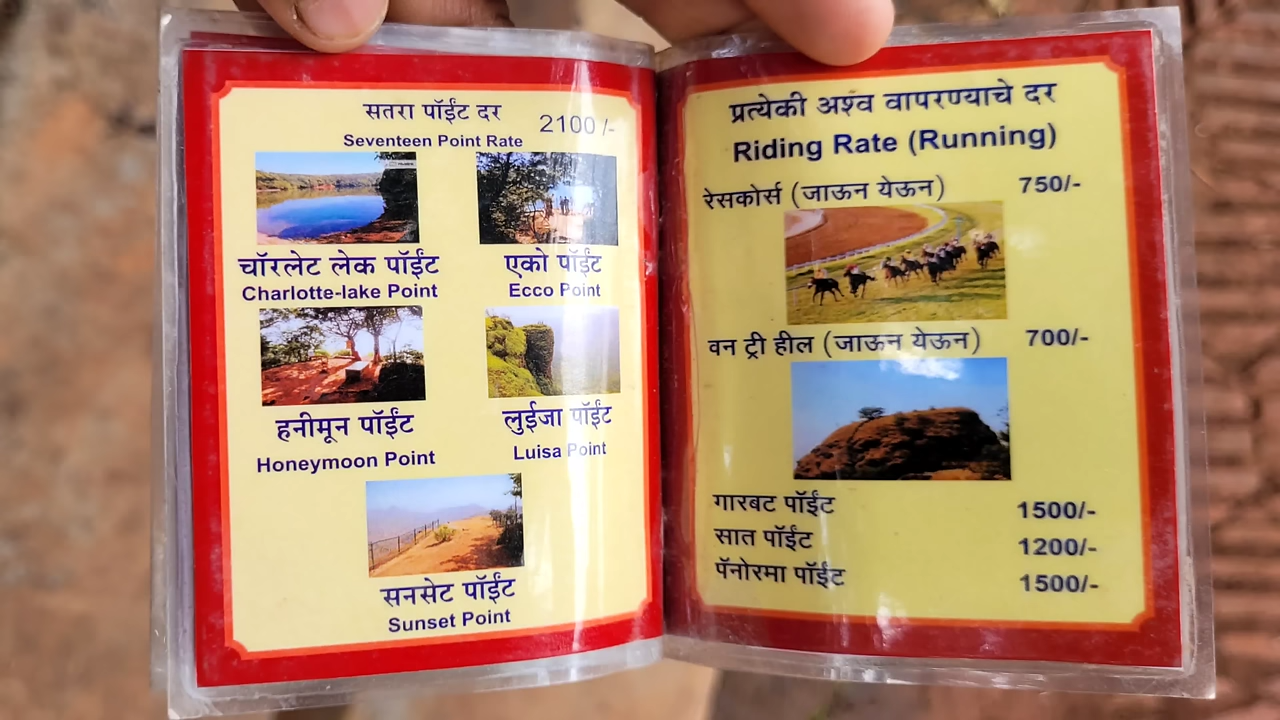 सतरा पॉईंट दर
Seventeen Point Rate
2100 /-
चॉरलेट लेक पॉईंट
Charlotte-lake Point
एको पॉईंट
Ecco Point
हनीमून पॉईंट
Honeymoon Point
लुईजा पॉईंट
Luisa Point
सनसेट पॉईंट
Sunset Point
प्रत्येकी अश्व वापरण्याचे दर
Riding Rate (Running)
रेसकोर्स (जाऊन येऊन) 750/-
वन ट्री हील (जाऊन येऊन) 700/-
गारबट पॉईंट 1500/-
सात पॉईंट 1200/-
पॅनोरमा पॉईंट 1500/-